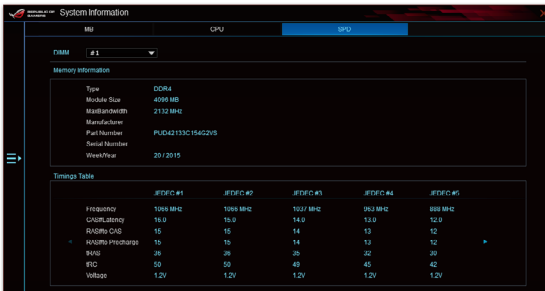 REPUBLIC OF GAMERS System Information
MB CPU SPD
DIMM #1
Memory Information
Type DDR4
Module Size 4096 MB
MaxBandwidth 2132 MHz
Manufacturer
Part Number PUD42133C154G2VS
Serial Number
Week/Year 20 / 2015
Timings Table
JEDEC #1 JEDEC #2 JEDEC #3 JEDEC #4 JEDEC #5
Frequency 1066 MHz 1066 MHz 1037 MHz 963 MHz 888 MHz
CAS#Latency 16.0 15.0 14.0 13.0 12.0
RAS#to CAS 15 15 14 13 12
RAS#to Precharge 15 15 14 13 12
tRAS 36 36 35 32 30
tRC 50 50 49 45 42
Voltage 1.2V 1.2V 1.2V 1.2V 1.2V